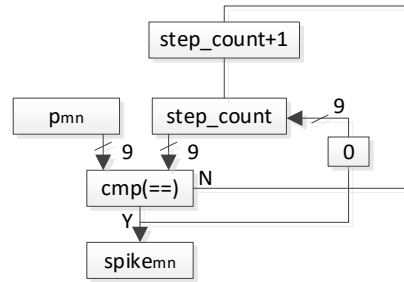 step_count+1
pmn
step_count
9
9
9
0
cmp(==)
N
Y
spikemn